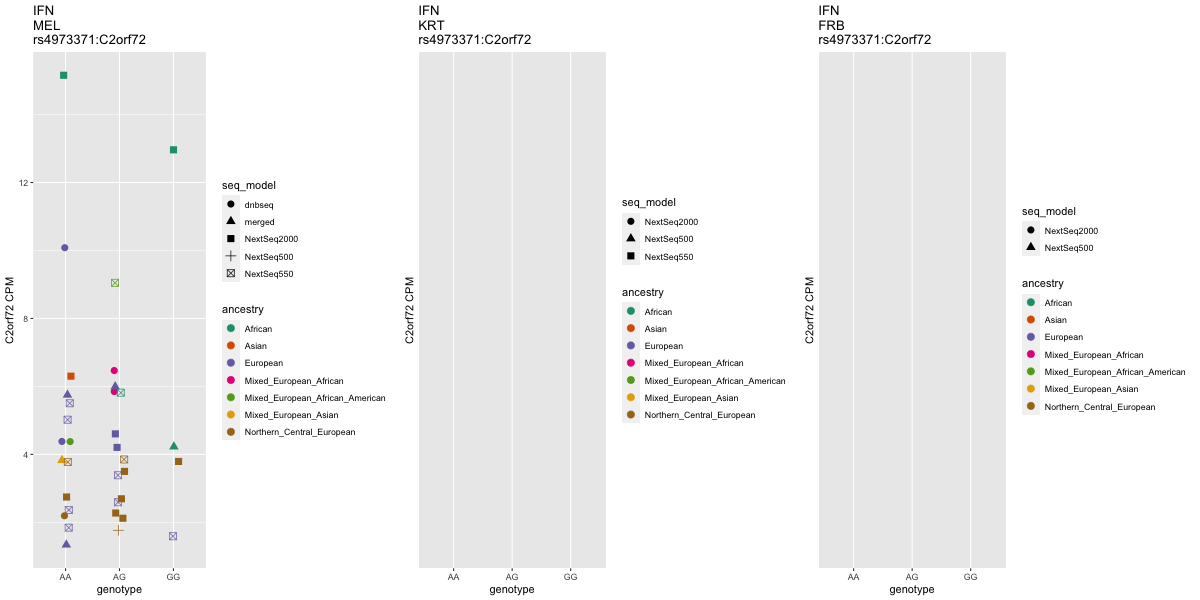 IFN
MEL
rs4973371:C2orf72
C2orf72 CPM
12
8
4
AA
AG
GG
genotype
seq_model
dnbseq
merged
NextSeq2000
NextSeq500
NextSeq550
ancestry
African
Asian
European
Mixed_European_African
Mixed_European_African_American
Mixed_European_Asian
Northern_Central_European
IFN
KRT
rs4973371:C2orf72
C2orf72 CPM
AA
AG
GG
genotype
seq_model
NextSeq2000
NextSeq500
NextSeq550
ancestry
African
Asian
European
Mixed_European_African
Mixed_European_African_American
Mixed_European_Asian
Northern_Central_European
IFN
FRB
rs4973371:C2orf72
C2orf72 CPM
AA
AG
GG
genotype
seq_model
NextSeq2000
NextSeq500
ancestry
African
Asian
European
Mixed_European_African
Mixed_European_African_American
Mixed_European_Asian
Northern_Central_European